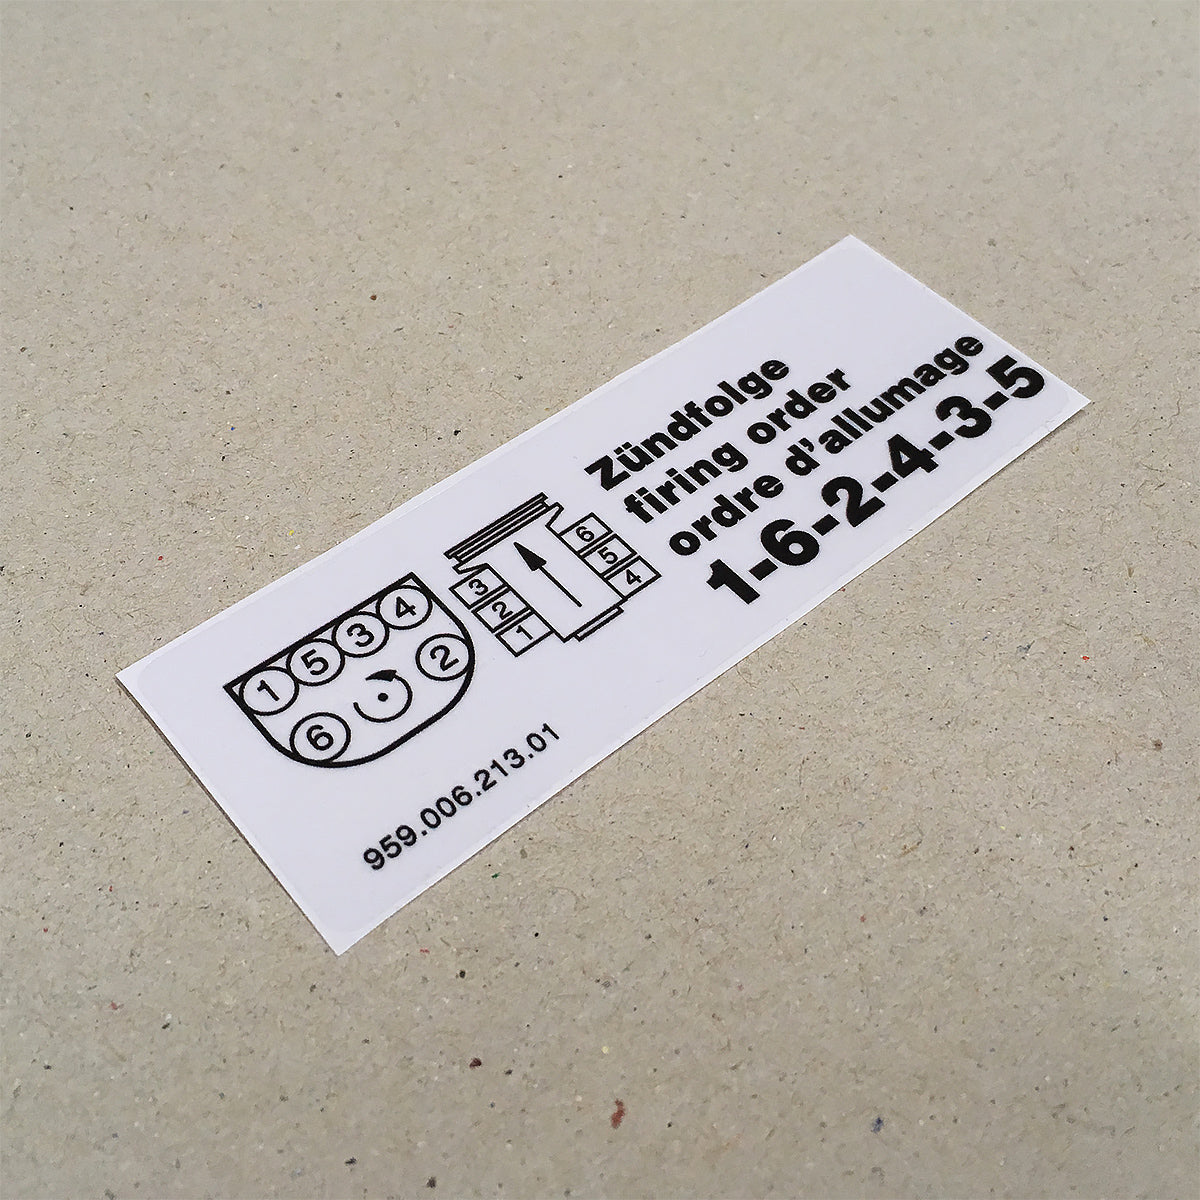 Zündfolge
firing order
ordre d'allumage
1-6-2-4-3-5
1 5 3 4
6 2
3 6
2 5
1 4
959.006.213.01